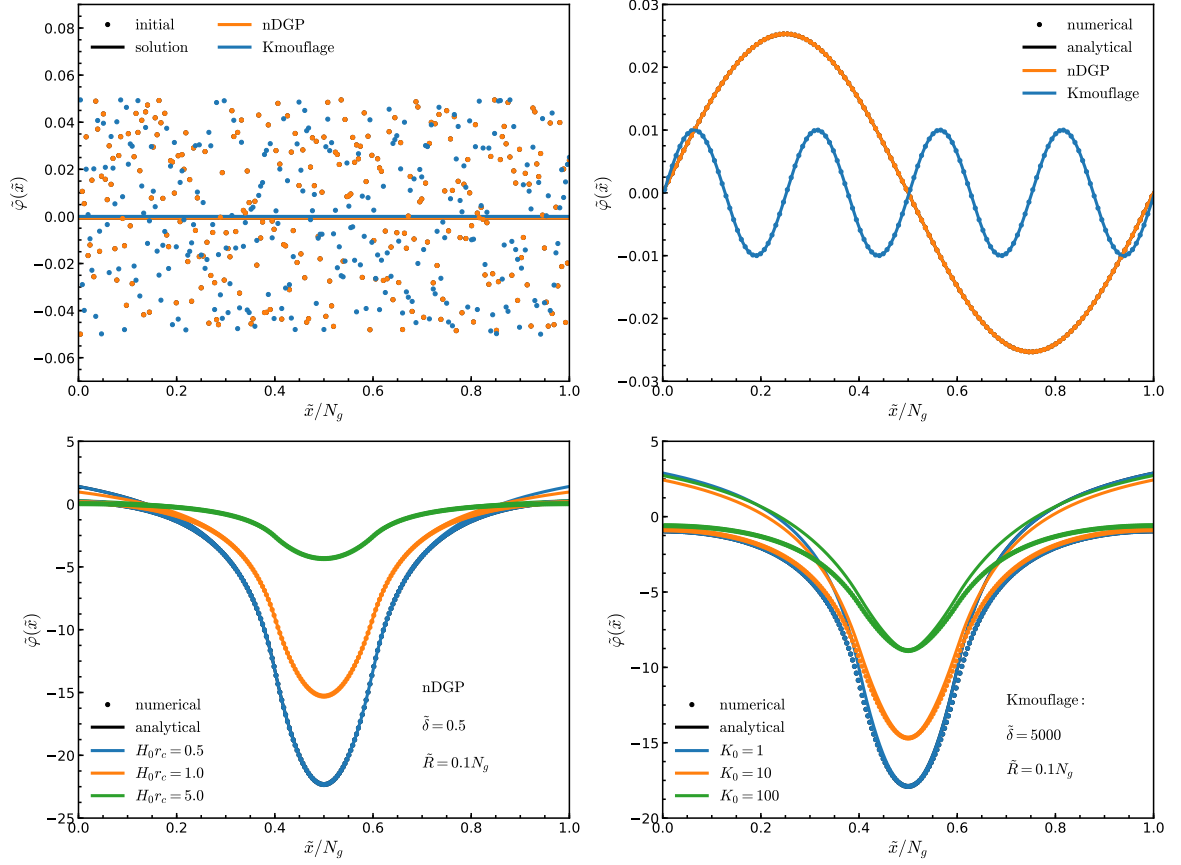 initial
solution
nDGP
Kmouflage
0.08
0.06
0.04
0.02
0.00
−0.02
−0.04
−0.06
φ̃(x̃)
0.0 0.2 0.4 0.6 0.8 1.0
x̃/N_g
numerical
analytical
nDGP
Kmouflage
0.03
0.02
0.01
0.00
−0.01
−0.02
−0.03
φ̃(x̃)
0.0 0.2 0.4 0.6 0.8 1.0
x̃/N_g
5
0
−5
−10
−15
−20
−25
φ̃(x̃)
numerical
analytical
H₀r_c = 0.5
H₀r_c = 1.0
H₀r_c = 5.0
nDGP
δ̃ = 0.5
R̃ = 0.1N_g
0.0 0.2 0.4 0.6 0.8 1.0
x̃/N_g
5
0
−5
−10
−15
−20
φ̃(x̃)
numerical
analytical
K₀ = 1
K₀ = 10
K₀ = 100
Kmouflage :
δ̃ = 5000
R̃ = 0.1N_g
0.0 0.2 0.4 0.6 0.8 1.0
x̃/N_g